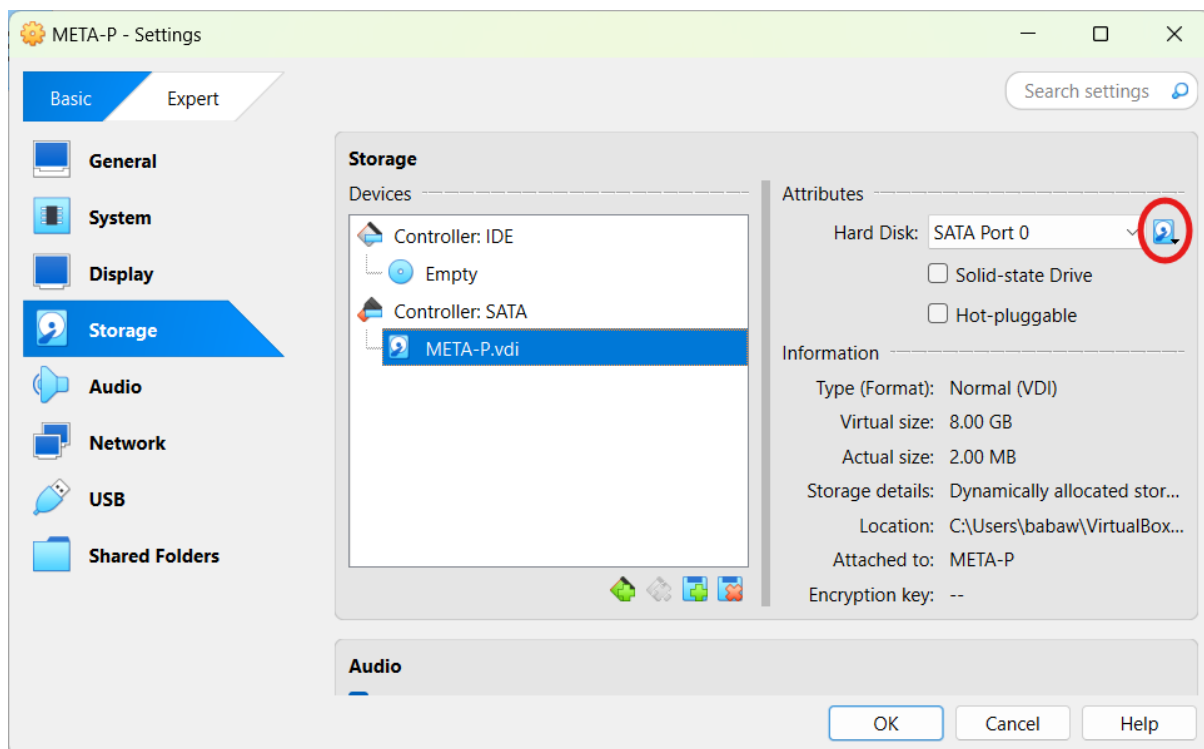 META-P - Settings
Basic
Expert
Search settings
General
System
Display
Storage
Audio
Network
USB
Shared Folders
Storage
Devices
Controller: IDE
Empty
Controller: SATA
META-P.vdi
Attributes
Hard Disk: SATA Port 0
Solid-state Drive
Hot-pluggable
Information
Type (Format): Normal (VDI)
Virtual size: 8.00 GB
Actual size: 2.00 MB
Storage details: Dynamically allocated stor...
Location: C:\Users\babaw\VirtualBox...
Attached to: META-P
Encryption key: --
Audio
OK
Cancel
Help